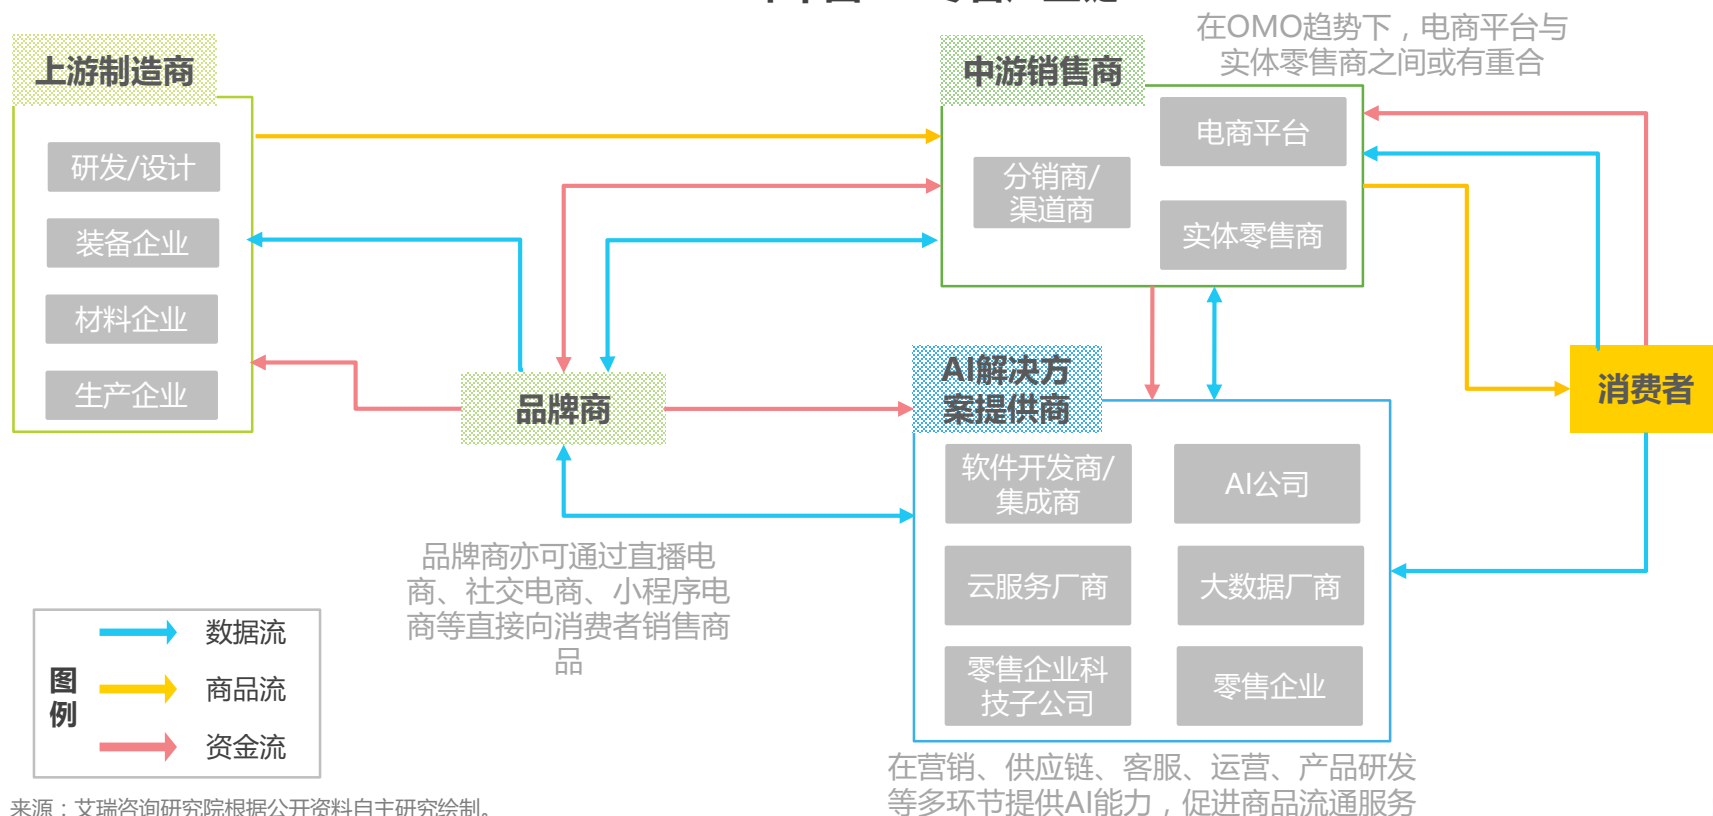 在OMO趋势下，电商平台与
实体零售商之间或有重合
上游制造商
研发/设计
装备企业
材料企业
生产企业
中游销售商
分销商/
渠道商
电商平台
实体零售商
品牌商
品牌商亦可通过直播电
商、社交电商、小程序电
商等直接向消费者销售商
品
AI解决方
案提供商
软件开发商/
集成商
AI公司
云服务厂商
大数据厂商
零售企业科
技子公司
零售企业
消费者
在营销、供应链、客服、运营、产品研发
等多环节提供AI能力，促进商品流通服务
图
例
数据流
商品流
资金流
来源：艾瑞咨询研究院根据公开资料自主研究绘制。